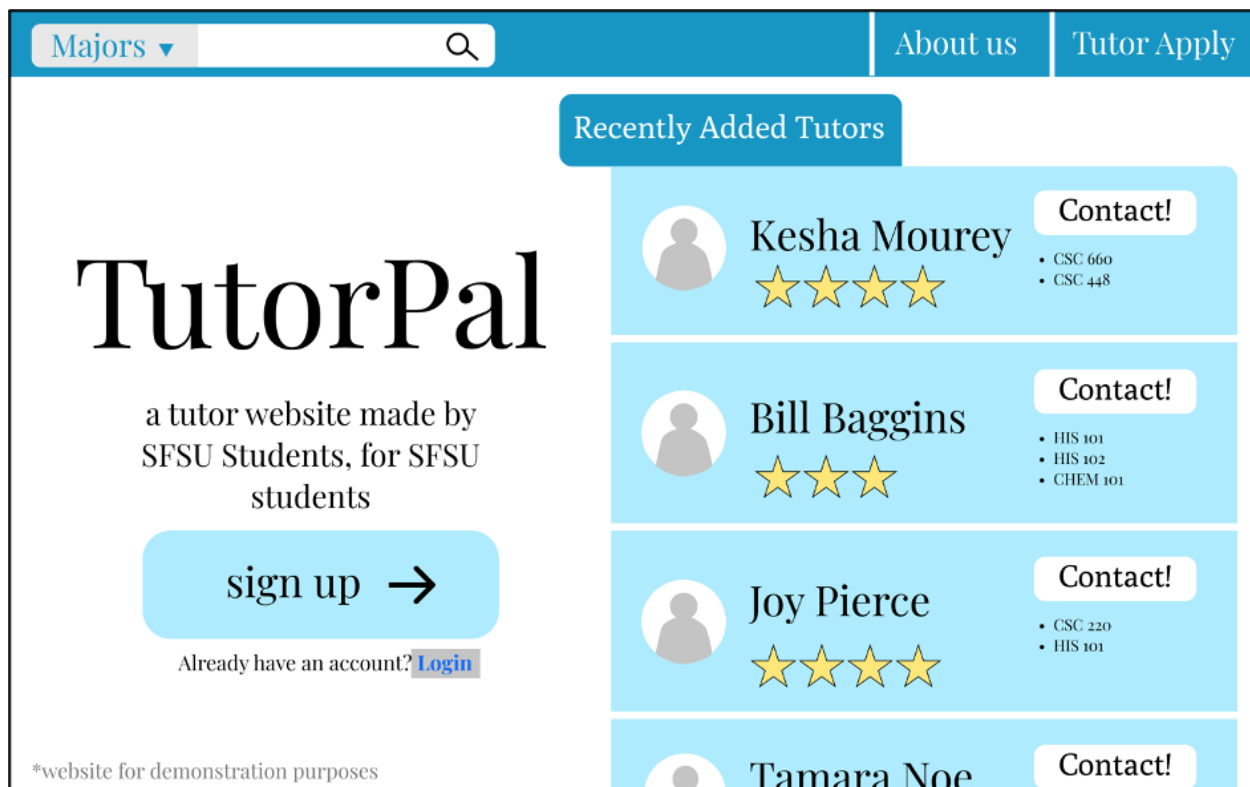 Majors ▼
About us
Tutor Apply
Recently Added Tutors
TutorPal
a tutor website made by
SFSU Students, for SFSU
students
sign up →
Already have an account? Login
*website for demonstration purposes
Kesha Mourey
Contact!
• CSC 660
• CSC 448
Bill Baggins
Contact!
• HIS 101
• HIS 102
• CHEM 101
Joy Pierce
Contact!
• CSC 220
• HIS 101
Tamara Noe
Contact!